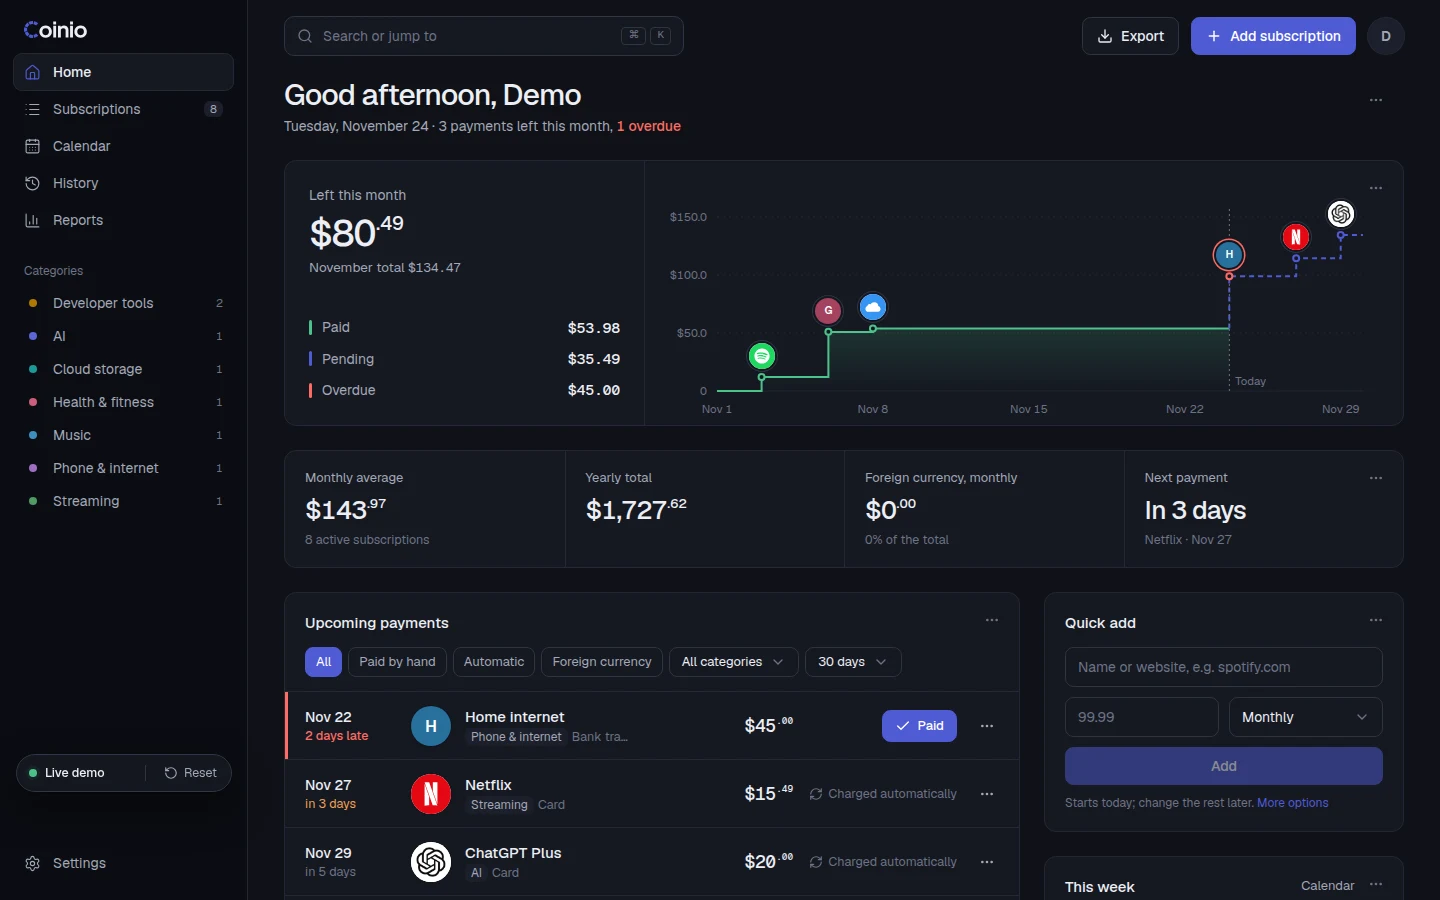 Coinio
Home
Subscriptions 8
Calendar
History
Reports
Categories
Developer tools 2
AI 1
Cloud storage 1
Health & fitness 1
Music 1
Phone & internet 1
Streaming 1
Live demo Reset
Settings
Search or jump to ⌘ K
Export
Add subscription
D
Good afternoon, Demo
Tuesday, November 24 · 3 payments left this month, 1 overdue
Left this month
$80.49
November total $134.47
Paid $53.98
Pending $35.49
Overdue $45.00
$150.0
$100.0
$50.0
0
G
H
N
Today
Nov 1 Nov 8 Nov 15 Nov 22 Nov 29
Monthly average
$143.97
8 active subscriptions
Yearly total
$1,727.62
Foreign currency, monthly
$0.00
0% of the total
Next payment
In 3 days
Netflix · Nov 27
Upcoming payments
All Paid by hand Automatic Foreign currency All categories 30 days
Nov 22 H Home internet $45.00 Paid
2 days late Phone & internet Bank tra…
Nov 27 N Netflix $15.49 Charged automatically
in 3 days Streaming Card
Nov 29 ChatGPT Plus $20.00 Charged automatically
in 5 days AI Card
Quick add
Name or website, e.g. spotify.com
99.99 Monthly
Add
Starts today; change the rest later. More options
This week Calendar